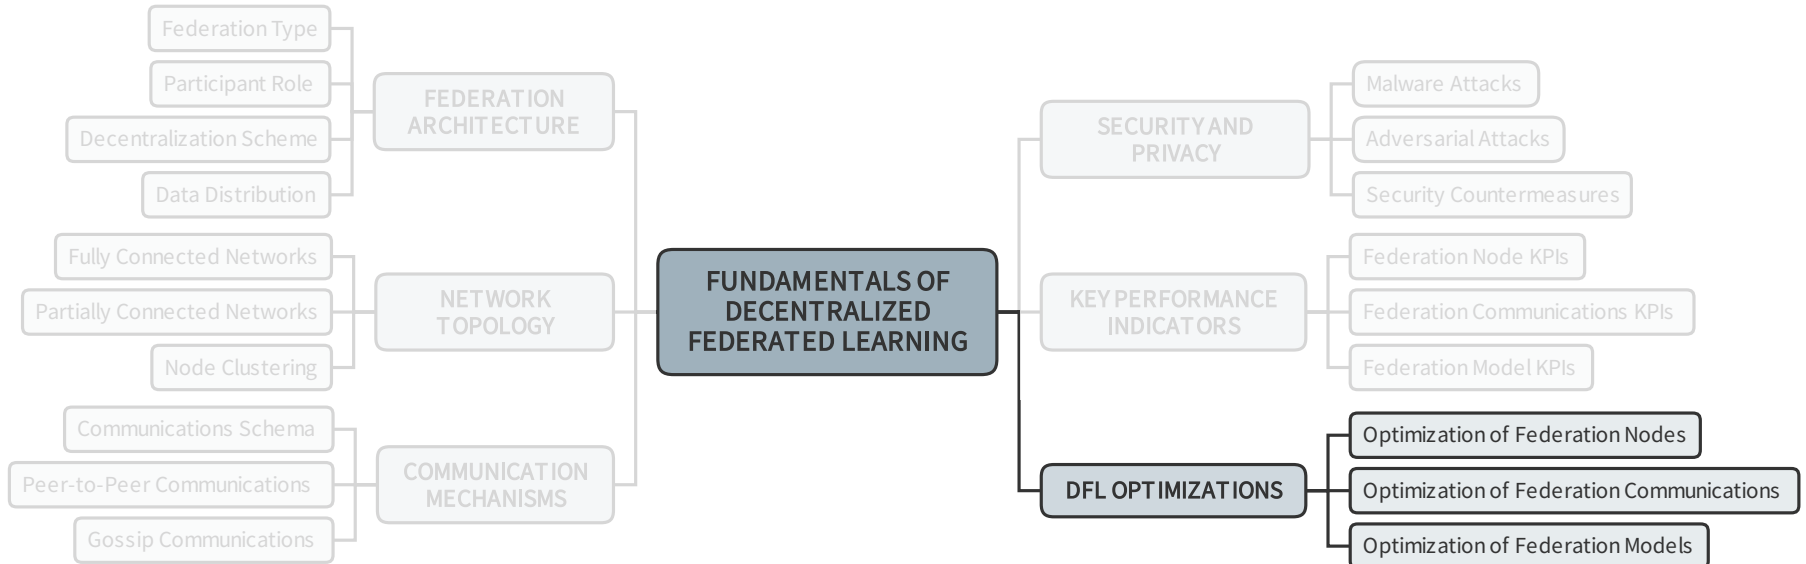 Federation Type
Participant Role
Decentralization Scheme
Data Distribution
FEDERATION
ARCHITECTURE
Fully Connected Networks
Partially Connected Networks
Node Clustering
NETWORK
TOPOLOGY
Communications Schema
Peer-to-Peer Communications
Gossip Communications
COMMUNICATION
MECHANISMS
FUNDAMENTALS OF
DECENTRALIZED
FEDERATED LEARNING
SECURITY AND
PRIVACY
Malware Attacks
Adversarial Attacks
Security Countermeasures
KEY PERFORMANCE
INDICATORS
Federation Node KPIs
Federation Communications KPIs
Federation Model KPIs
DFL OPTIMIZATIONS
Optimization of Federation Nodes
Optimization of Federation Communications
Optimization of Federation Models